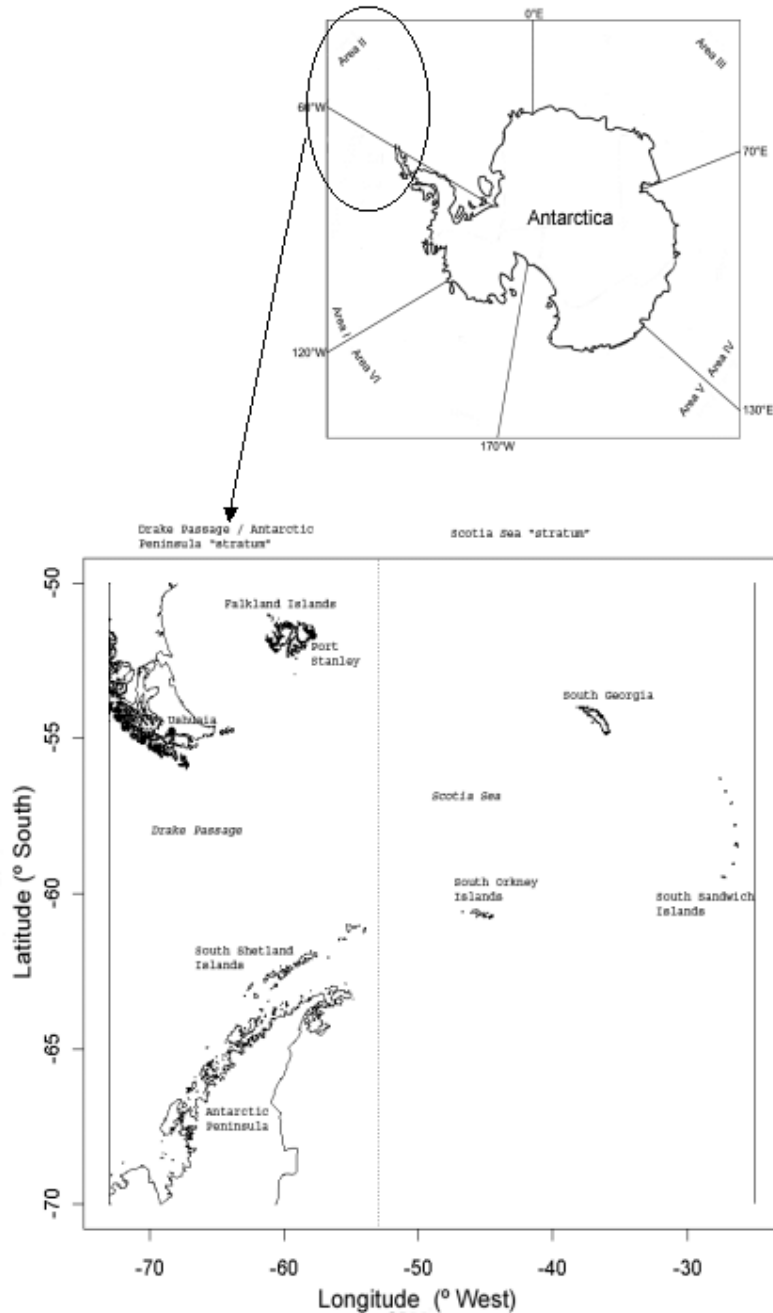 0°E
Area II
Area III
60°W
70°E
Antarctica
Area I
Area VI
120°W
Area IV
Area V
130°E
170°W
Drake Passage / Antarctic
Peninsula "stratum"
Scotia Sea "stratum"
-50
Falkland Islands
Port
Stanley
South Georgia
Ushuaia
-55
Scotia Sea
Drake Passage
South Orkney
Islands
-60
South Sandwich
Islands
South Shetland
Islands
-65
Antarctic
Peninsula
-70
Latitude (º South)
-70
-60
-50
-40
-30
Longitude (º West)